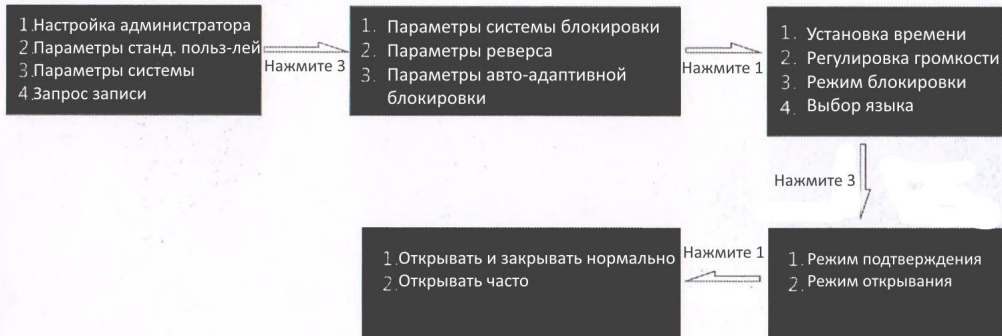 1.Настройка администратора
2.Параметры станд. польз-лей
3.Параметры системы
4.Запрос записи
Нажмите 3
1. Параметры системы блокировки
2. Параметры реверса
3. Параметры авто-адаптивной
блокировки
Нажмите 1
1. Установка времени
2. Регулировка громкости
3. Режим блокировки
4. Выбор языка
Нажмите 3
1. Режим подтверждения
2. Режим открывания
Нажмите 1
1.Открывать и закрывать нормально
2.Открывать часто